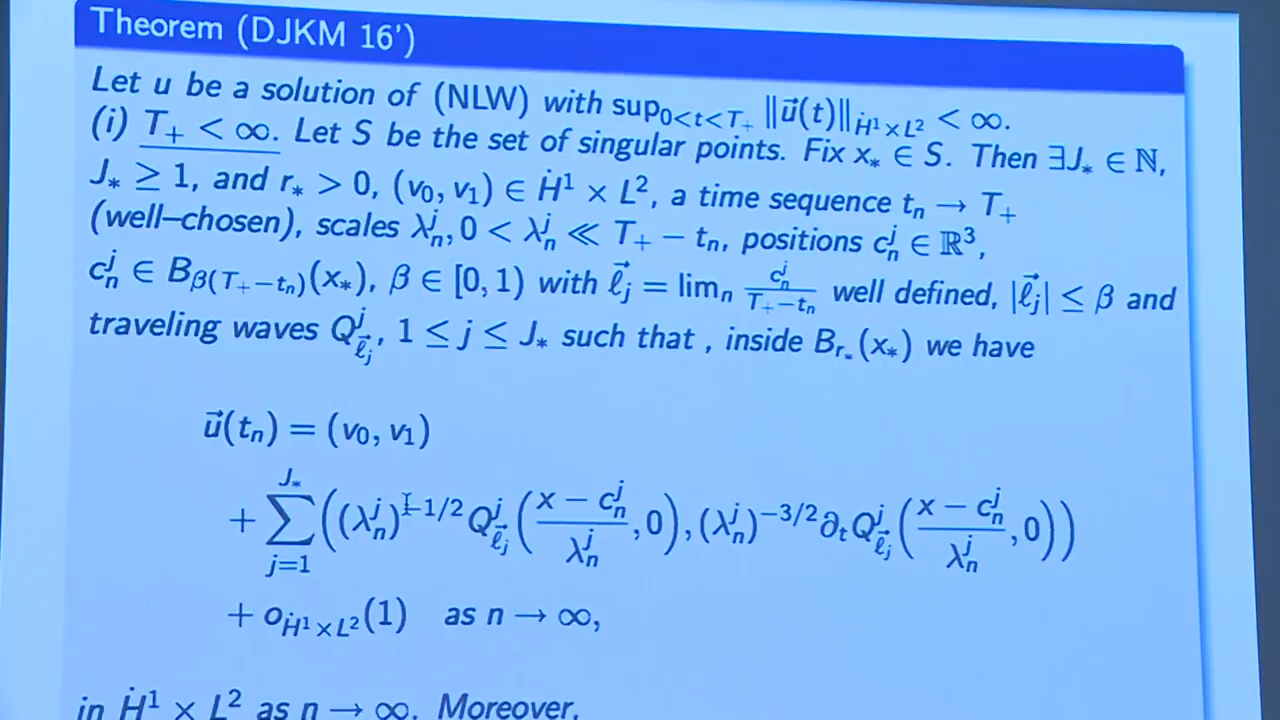 Theorem (DJKM 16')
Let u be a solution of (NLW) with sup_{0<t<T_+} ‖u⃗(t)‖_{Ḣ¹×L²} < ∞.
(i) T_+ < ∞. Let S be the set of singular points. Fix x_* ∈ S. Then ∃J_* ∈ ℕ,
J_* ≥ 1, and r_* > 0, (v₀, v₁) ∈ Ḣ¹ × L², a time sequence t_n → T_+
(well–chosen), scales λ_n^j, 0 < λ_n^j ≪ T_+ − t_n, positions c_n^j ∈ ℝ³,
c_n^j ∈ B_{β(T_+−t_n)}(x_*), β ∈ [0, 1) with ℓ⃗_j = lim_n c_n^j / (T_+−t_n) well defined, |ℓ⃗_j| ≤ β and
traveling waves Q^j_{ℓ⃗_j}, 1 ≤ j ≤ J_* such that , inside B_{r_*}(x_*) we have
u⃗(t_n) = (v₀, v₁)
+ ∑_{j=1}^{J_*} ((λ_n^j)^{−1/2} Q^j_{ℓ⃗_j}((x − c_n^j)/λ_n^j, 0), (λ_n^j)^{−3/2} ∂_t Q^j_{ℓ⃗_j}((x − c_n^j)/λ_n^j, 0))
+ o_{Ḣ¹×L²}(1) as n → ∞,
in Ḣ¹ × L² as n → ∞. Moreover,